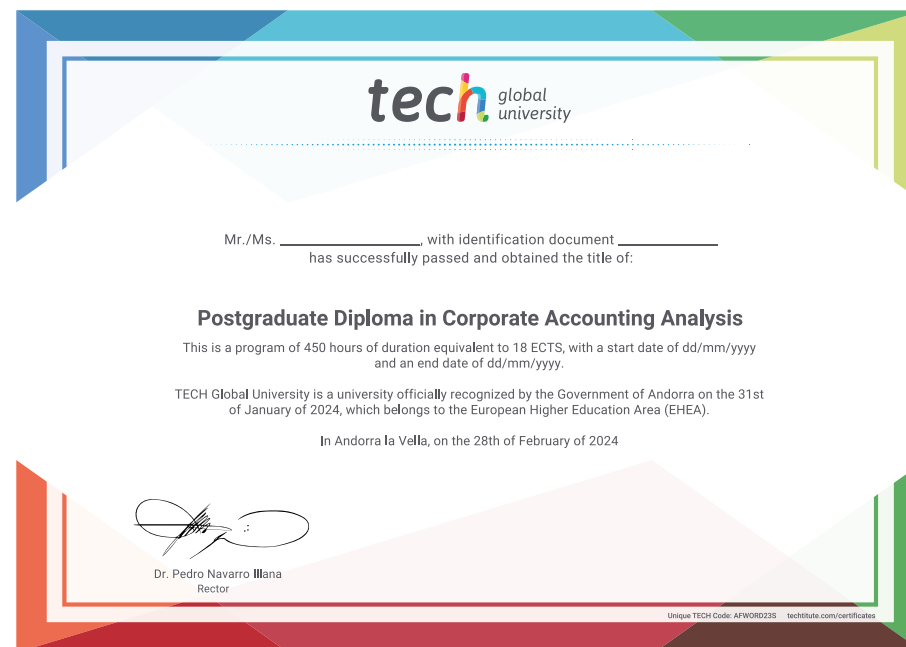 tech global
university
Mr./Ms. ____________________, with identification document ______________
has successfully passed and obtained the title of:
Postgraduate Diploma in Corporate Accounting Analysis
This is a program of 450 hours of duration equivalent to 18 ECTS, with a start date of dd/mm/yyyy
and an end date of dd/mm/yyyy.
TECH Global University is a university officially recognized by the Government of Andorra on the 31st
of January of 2024, which belongs to the European Higher Education Area (EHEA).
In Andorra la Vella, on the 28th of February of 2024
Dr. Pedro Navarro Illana
Rector
Unique TECH Code: AFWORD23S techtitute.com/certificates